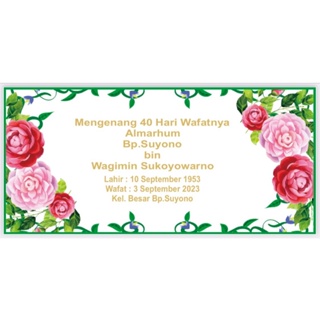 Mengenang 40 Hari Wafatnya
Almarhum
Bp.Suyono
bin
Wagimin Sukoyowarno
Lahir : 10 September 1953
Wafat : 3 September 2023
Kel. Besar Bp.Suyono